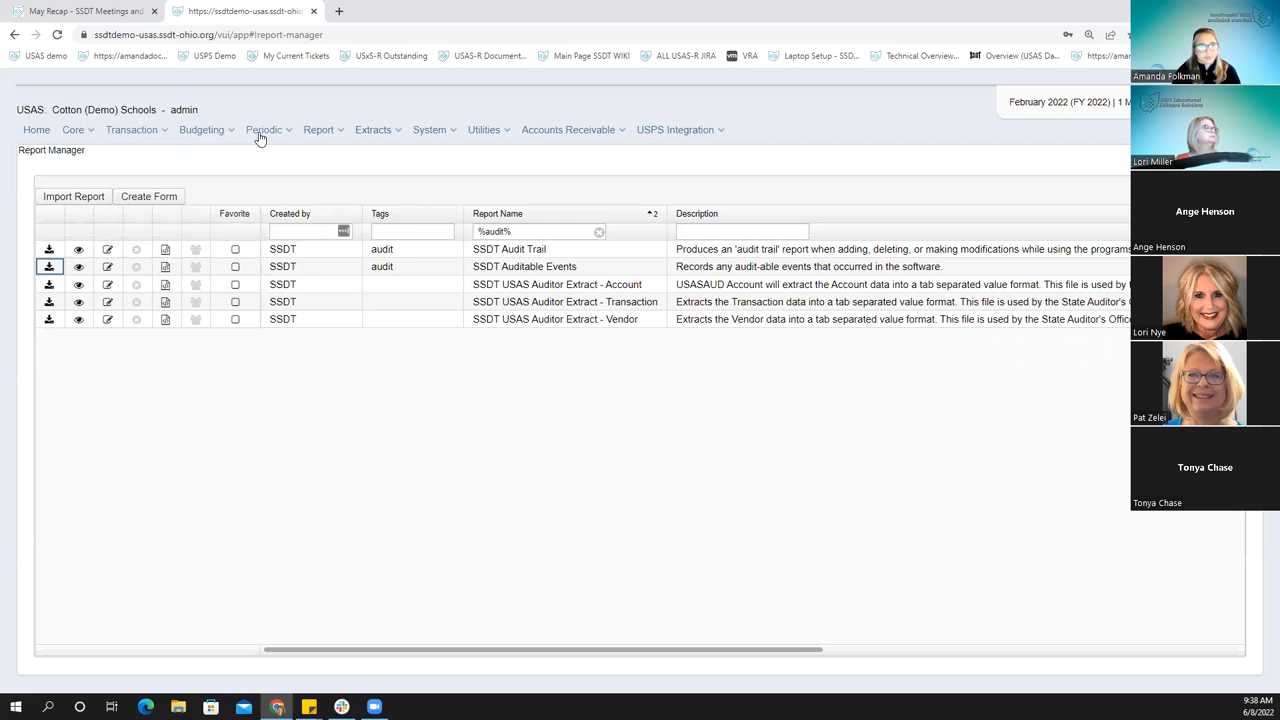 May Recap - SSDT Meetings and
https://ssdtdemo-usas.ssdt-ohio
ssdtdemo-usas.ssdt-ohio.org/vui/app#!report-manager
USAS demo
https://amandadoc...
USPS Demo
My Current Tickets
USxS-R Outstanding
USAS-R Document...
Main Page SSDT WIKI
ALL USAS-R JIRA
vm
VRA
Laptop Setup - SSD...
Technical Overview...
Overview (USAS Da...
https://aman
USAS: Cotton (Demo) Schools - admin
February 2022 (FY 2022) | 1 M
Home
Core
Transaction
Budgeting
Periodic
Report
Extracts
System
Utilities
Accounts Receivable
USPS Integration
Report Manager
Import Report
Create Form
Favorite
Created by
Tags
Report Name
2
Description
%audit%
SSDT audit SSDT Audit Trail Produces an 'audit trail' report when adding, deleting, or making modifications while using the programs
SSDT audit SSDT Auditable Events Records any audit-able events that occurred in the software.
SSDT SSDT USAS Auditor Extract - Account USASAUD Account will extract the Account data into a tab separated value format. This file is used by t
SSDT SSDT USAS Auditor Extract - Transaction Extracts the Transaction data into a tab separated value format. This file is used by the State Auditor's O
SSDT SSDT USAS Auditor Extract - Vendor Extracts the Vendor data into a tab separated value format. This file is used by the State Auditor's Offic
Amanda Folkman
SSDT Educational
Software Solutions
Lori Miller
Ange Henson
Ange Henson
Lori Nye
Pat Zelei
Tonya Chase
Tonya Chase
9:38 AM
6/8/2022